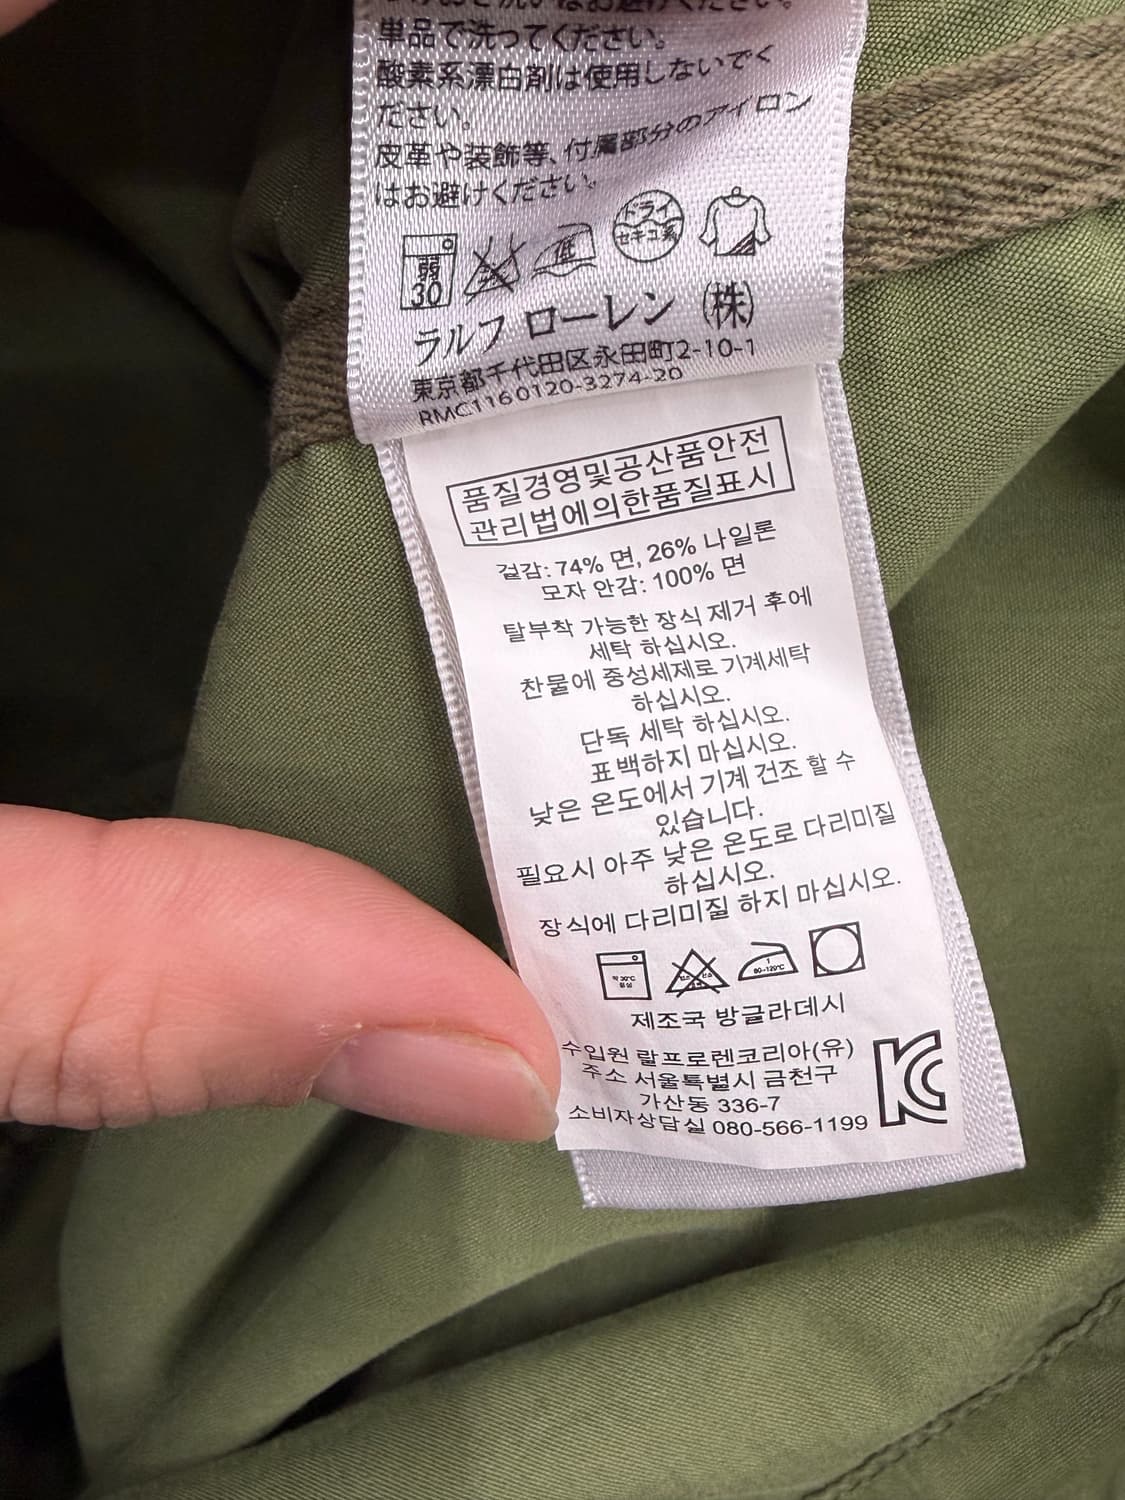 単品で洗ってください。
酸素系漂白剤は使用しないでく
ださい。
皮革や装飾等、付属部分のアイロン
はお避けください。
弱
30
低
ドライ
セキユ系
ラルフ ローレン (株)
東京都千代田区永田町2-10-1
RMC1160120-3274-20
품질경영및공산품안전
관리법에의한품질표시
겉감: 74% 면, 26% 나일론
모자 안감: 100% 면
탈부착 가능한 장식 제거 후에
세탁 하십시오.
찬물에 중성세제로 기계세탁
하십시오.
단독 세탁 하십시오.
표백하지 마십시오.
낮은 온도에서 기계 건조 할 수
있습니다.
필요시 아주 낮은 온도로 다리미질
하십시오.
장식에 다리미질 하지 마십시오.
약 30℃
중성
1
80~120℃
제조국 방글라데시
수입원 랄프로렌코리아(유)
주소 서울특별시 금천구
가산동 336-7
소비자상담실 080-566-1199
KC